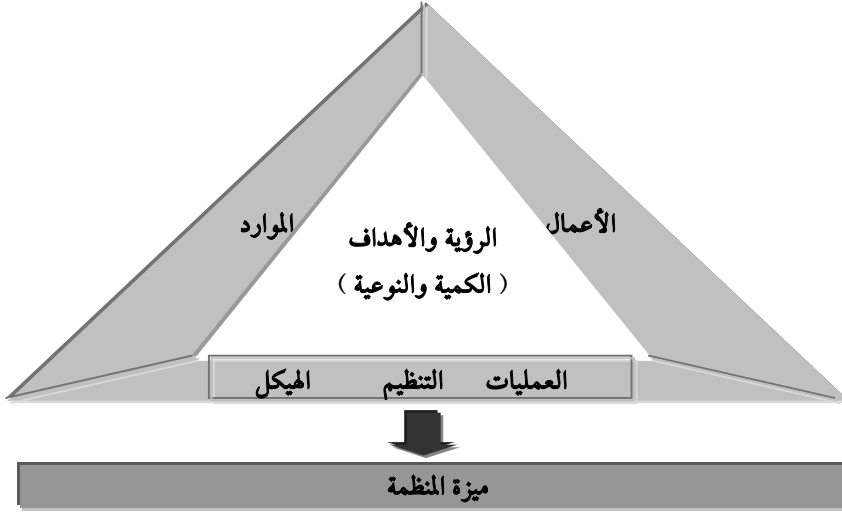 الأعمال
الموارد
الرؤية والأهداف
( الكمية والنوعية )
العمليات التنظيم الهيكل
ميزة المنظمة